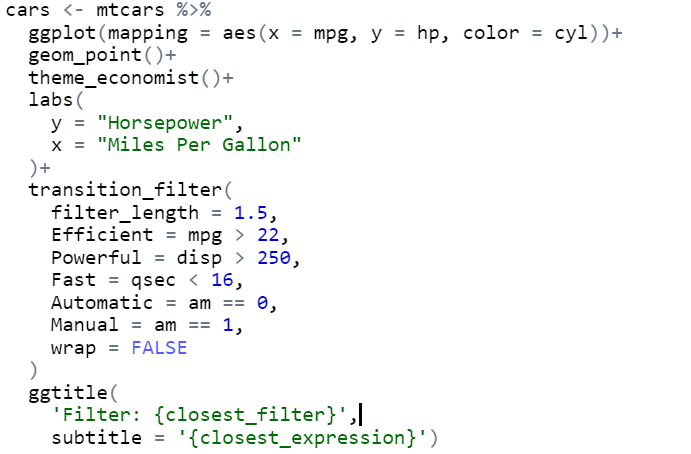 cars <- mtcars %>%
ggplot(mapping = aes(x = mpg, y = hp, color = cyl))+
geom_point()+
theme_economist()+
labs(
y = "Horsepower",
x = "Miles Per Gallon"
)+
transition_filter(
filter_length = 1.5,
Efficient = mpg > 22,
Powerful = disp > 250,
Fast = qsec < 16,
Automatic = am == 0,
Manual = am == 1,
wrap = FALSE
)
ggtitle(
'Filter: {closest_filter}',
subtitle = '{closest_expression}')